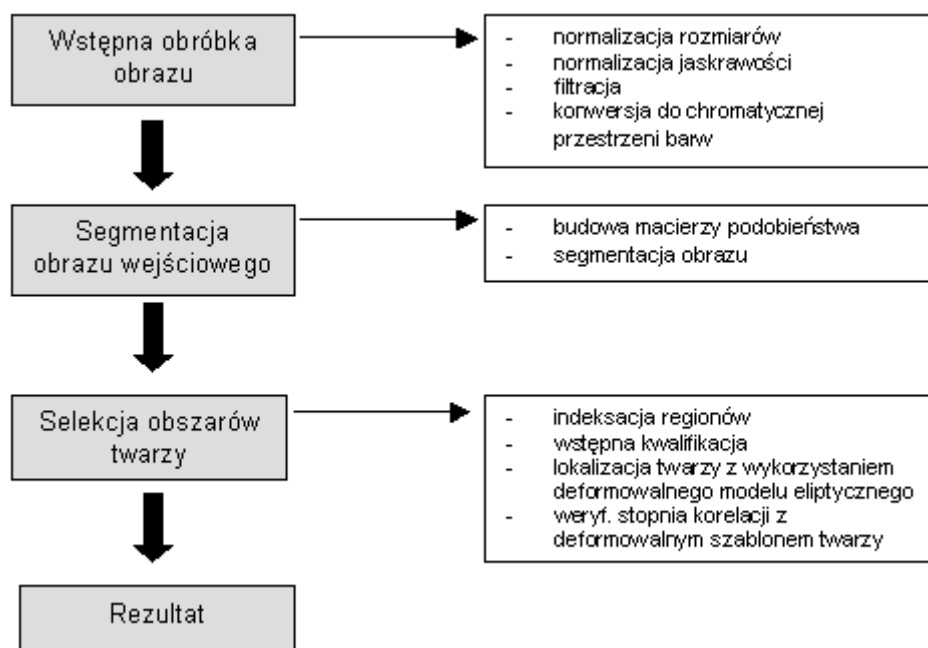 Wstępna obróbka
obrazu
- normalizacja rozmiarów
- normalizacja jaskrawości
- filtracja
- konwersja do chromatycznej
przestrzeni barw
Segmentacja
obrazu wejściowego
- budowa macierzy podobieństwa
- segmentacja obrazu
Selekcja obszarów
twarzy
- indeksacja regionów
- wstępna kwalifikacja
- lokalizacja twarzy z wykorzystaniem
deformowalnego modelu eliptycznego
- weryf. stopnia korelacji z
deformowalnym szablonem twarzy
Rezultat